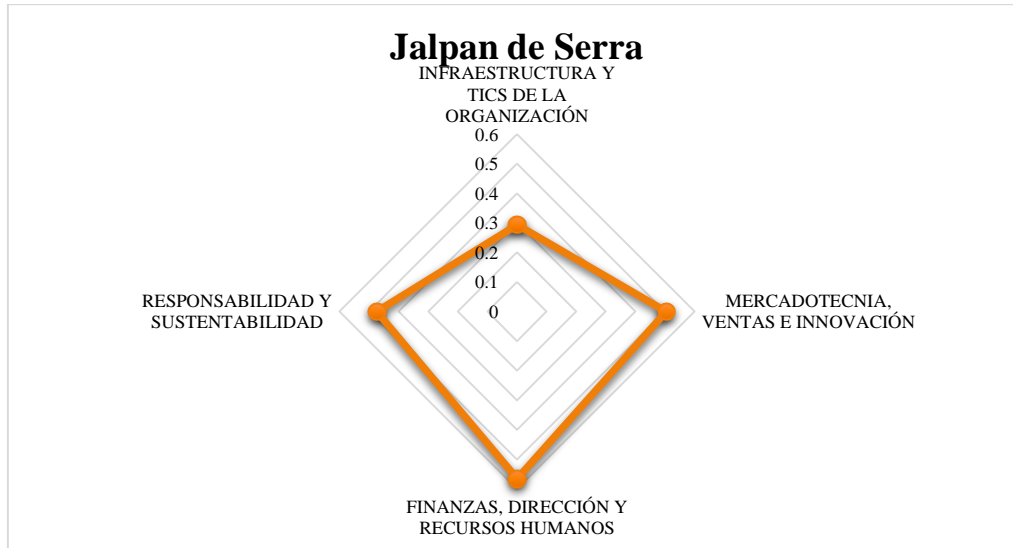 Jalpan de Serra
INFRAESTRUCTURA Y
TICS DE LA
ORGANIZACIÓN
0.6
0.5
0.4
0.3
0.2
0.1
0
MERCADOTECNIA,
VENTAS E INNOVACIÓN
FINANZAS, DIRECCIÓN Y
RECURSOS HUMANOS
RESPONSABILIDAD Y
SUSTENTABILIDAD